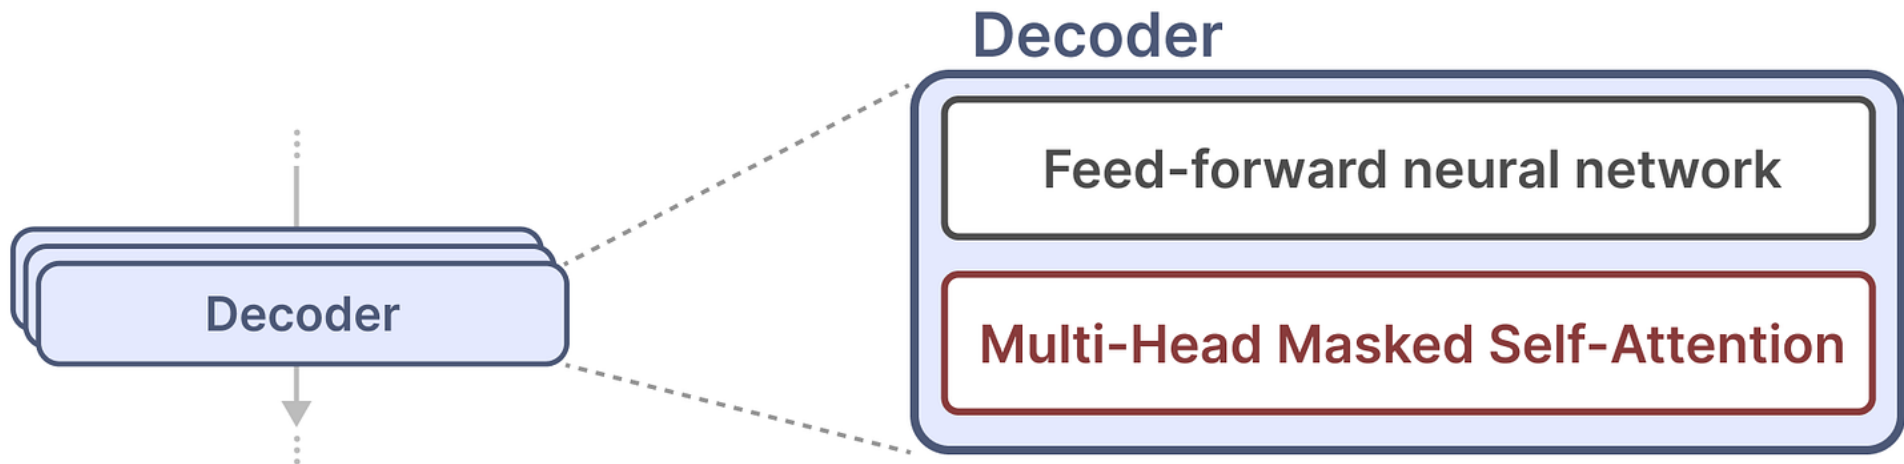 Decoder
Feed-forward neural network
Decoder
Multi-Head Masked Self-Attention